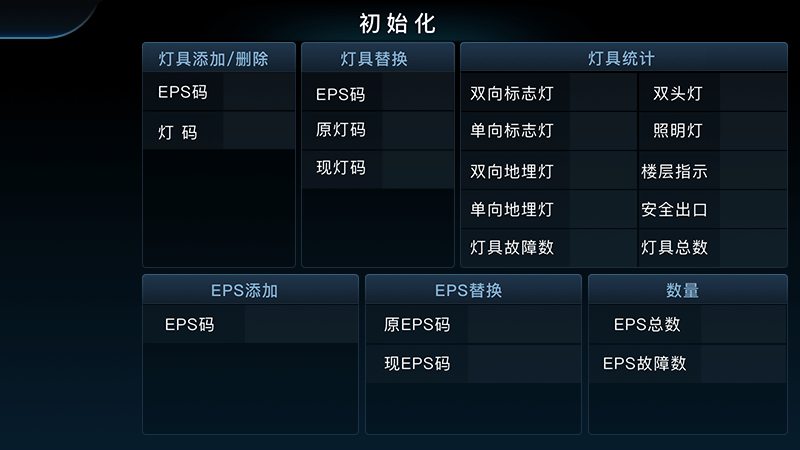 初始化
灯具添加/删除
EPS码
灯 码
灯具替换
EPS码
原灯码
现灯码
灯具统计
双向标志灯 双头灯
单向标志灯 照明灯
双向地埋灯 楼层指示
单向地埋灯 安全出口
灯具故障数 灯具总数
EPS添加
EPS码
EPS替换
原EPS码
现EPS码
数量
EPS总数
EPS故障数